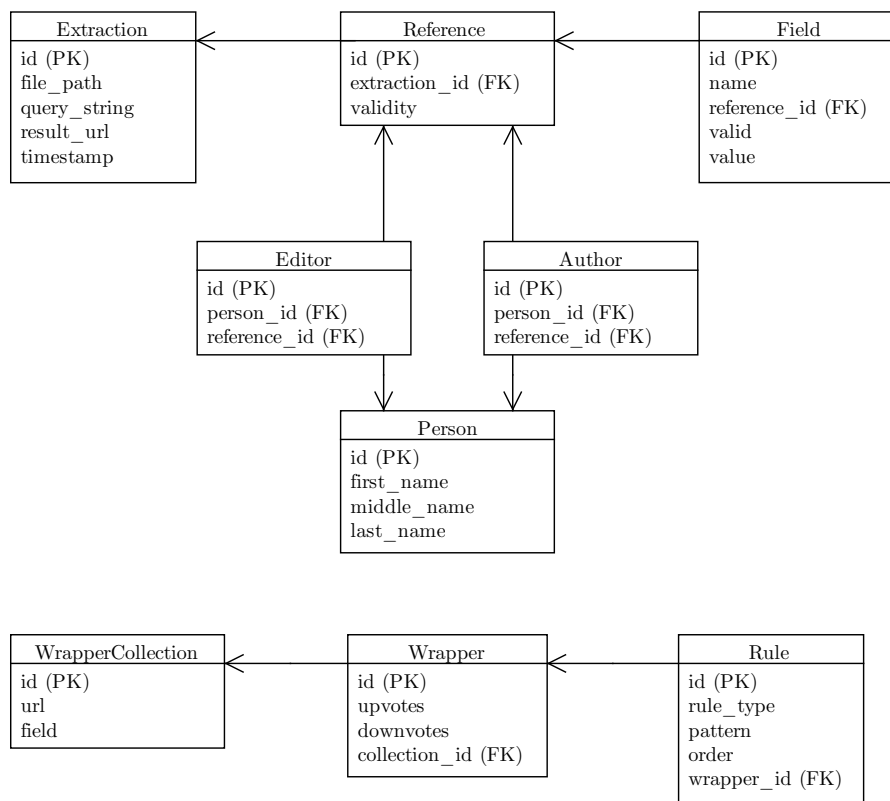 Extraction
id (PK)
file_path
query_string
result_url
timestamp
Reference
id (PK)
extraction_id (FK)
validity
Field
id (PK)
name
reference_id (FK)
valid
value
Editor
id (PK)
person_id (FK)
reference_id (FK)
Author
id (PK)
person_id (FK)
reference_id (FK)
Person
id (PK)
first_name
middle_name
last_name
WrapperCollection
id (PK)
url
field
Wrapper
id (PK)
upvotes
downvotes
collection_id (FK)
Rule
id (PK)
rule_type
pattern
order
wrapper_id (FK)